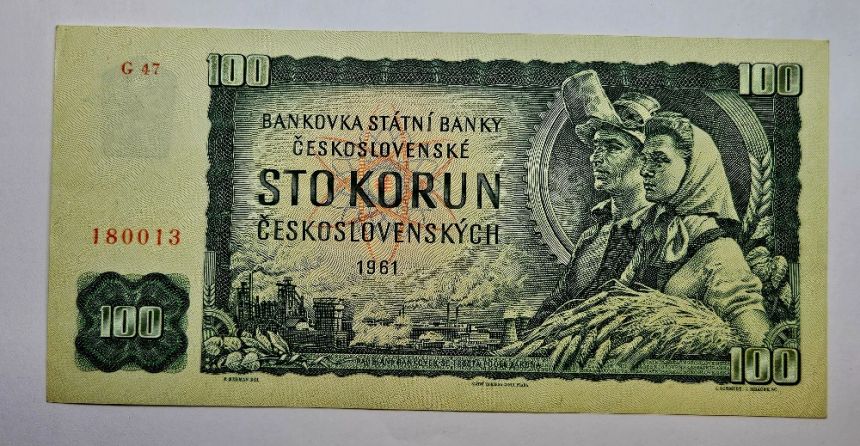 G 47
100
100
BANKOVKA STÁTNÍ BANKY
ČESKOSLOVENSKÉ
STO KORUN
ČESKOSLOVENSKÝCH
1961
180013
100
100